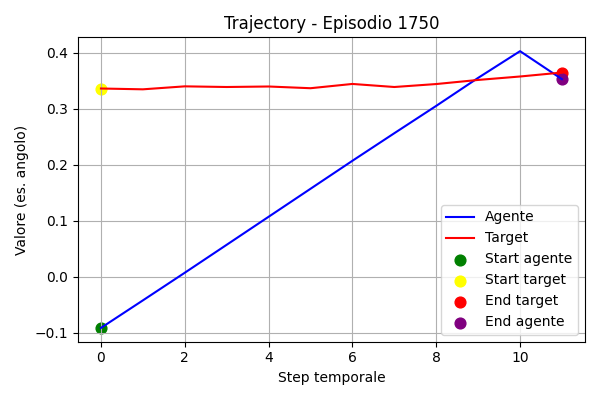 Trajectory - Episodio 1750
Valore (es. angolo)
0.4
0.3
0.2
0.1
0.0
−0.1
0 2 4 6 8 10
Step temporale
Agente
Target
Start agente
Start target
End target
End agente